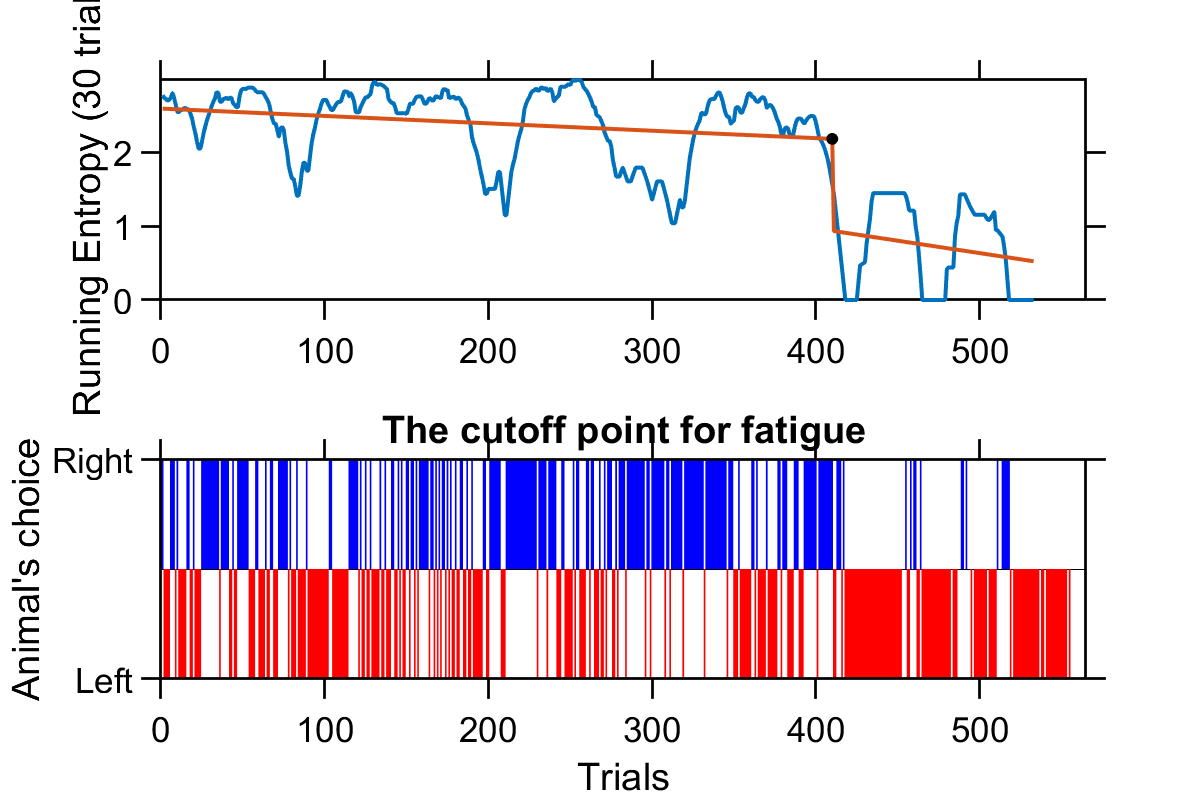 Running Entropy (30 trial
2
1
0
0 100 200 300 400 500
The cutoff point for fatigue
Animal's choice
Right
Left
0 100 200 300 400 500
Trials